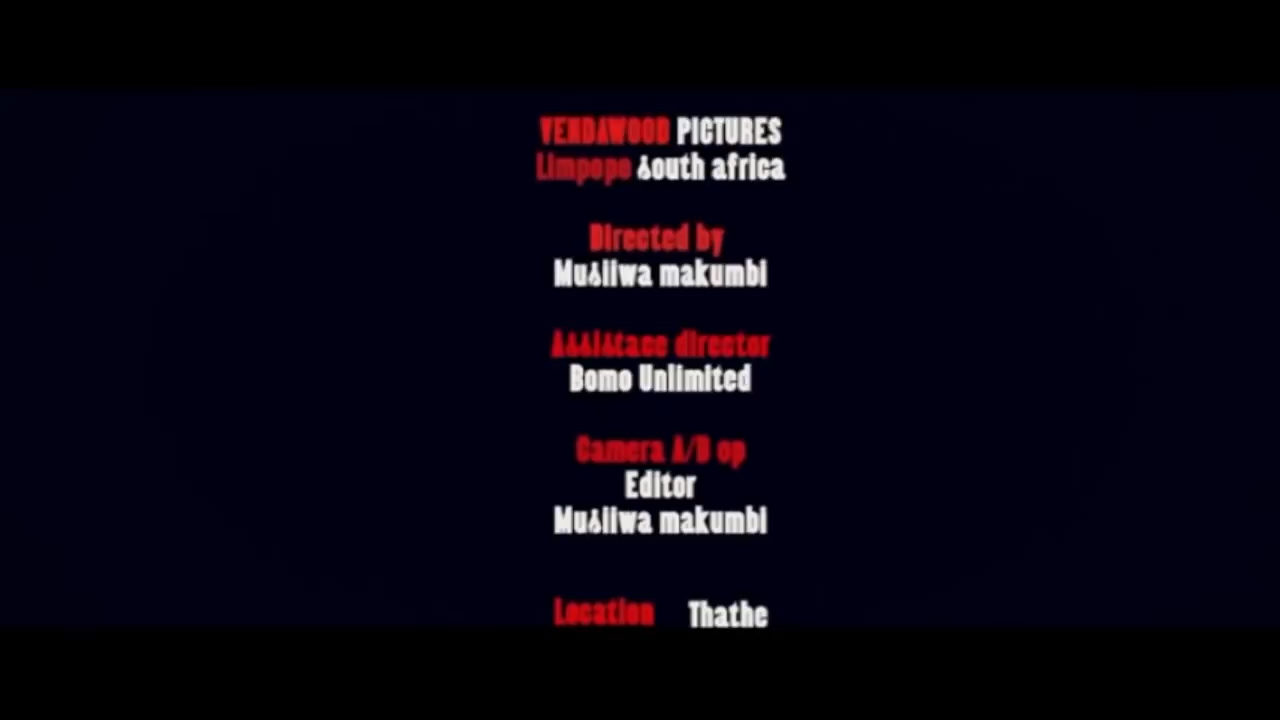 VENDAWOOD PICTURES
Limpopo South africa
Directed by
Musliwa makumbi
Assistace director
Bomo Unlimited
Camera A/B op
Editor
Musliwa makumbi
Location Thathe